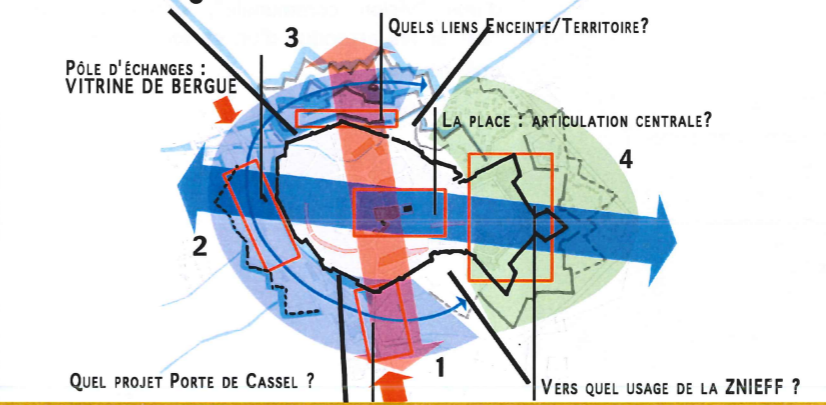 QUELS LIENS ENCEINTE/TERRITOIRE?
3
PÔLE D'ÉCHANGES :
VITRINE DE BERGUE
LA PLACE : ARTICULATION CENTRALE?
4
2
1
QUEL PROJET PORTE DE CASSEL ?
VERS QUEL USAGE DE LA ZNIEFF ?